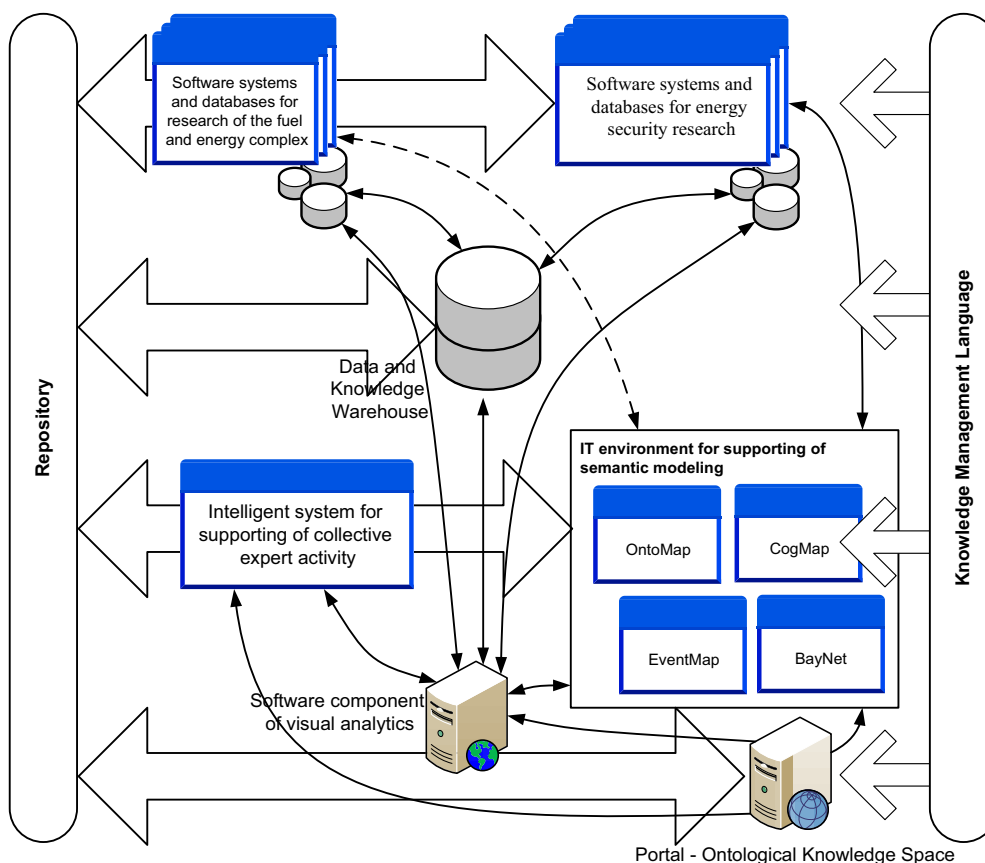 Software systems
and databases for
research of the fuel
and energy complex
Software systems and
databases for energy
security research
Repository
Knowledge Management Language
Data and
Knowledge
Warehouse
IT environment for supporting of
semantic modeling
OntoMap
CogMap
Intelligent system for
supporting of collective
expert activity
EventMap
BayNet
Software component
of visual analytics
Portal - Ontological Knowledge Space